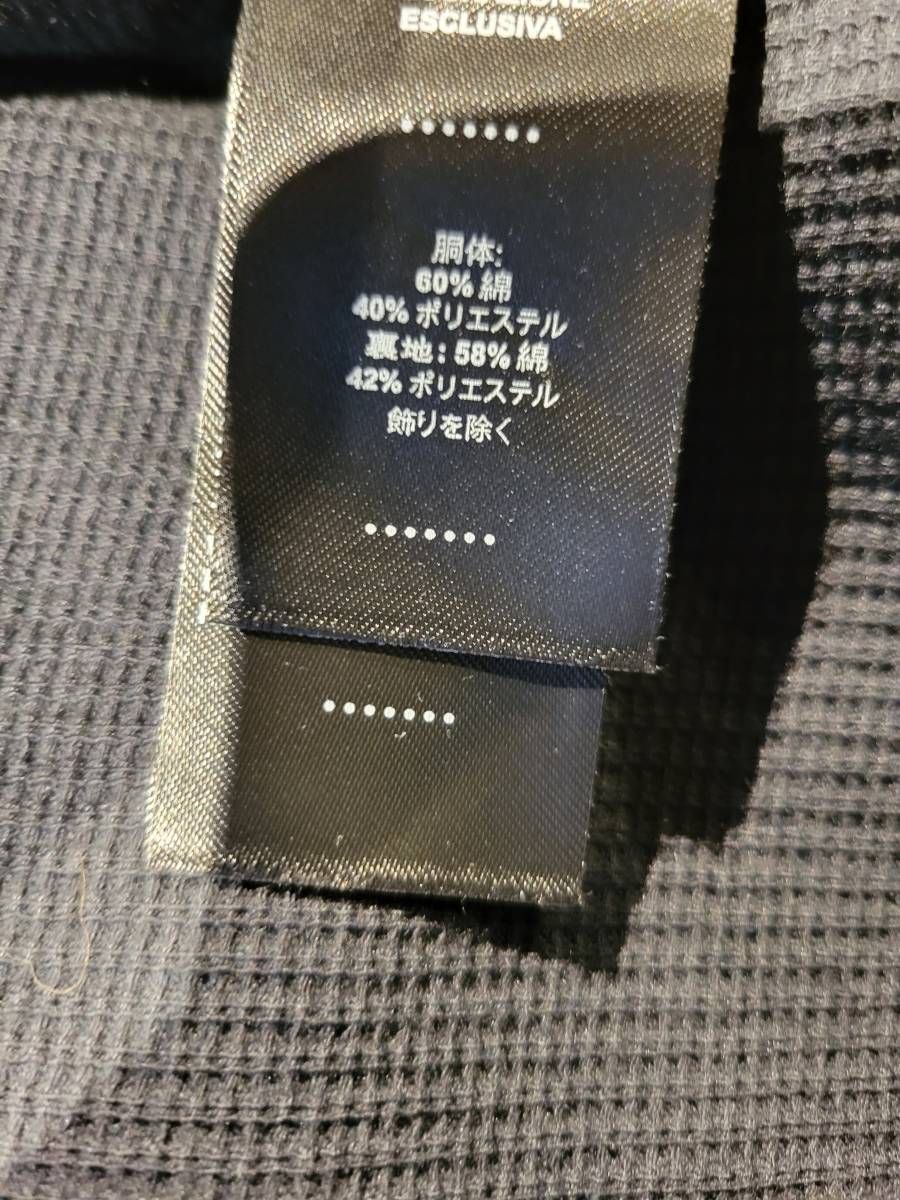 ESCLUSIVA
胴体:
60% 綿
40% ポリエステル
裏地: 58% 綿
42% ポリエステル
飾りを除く